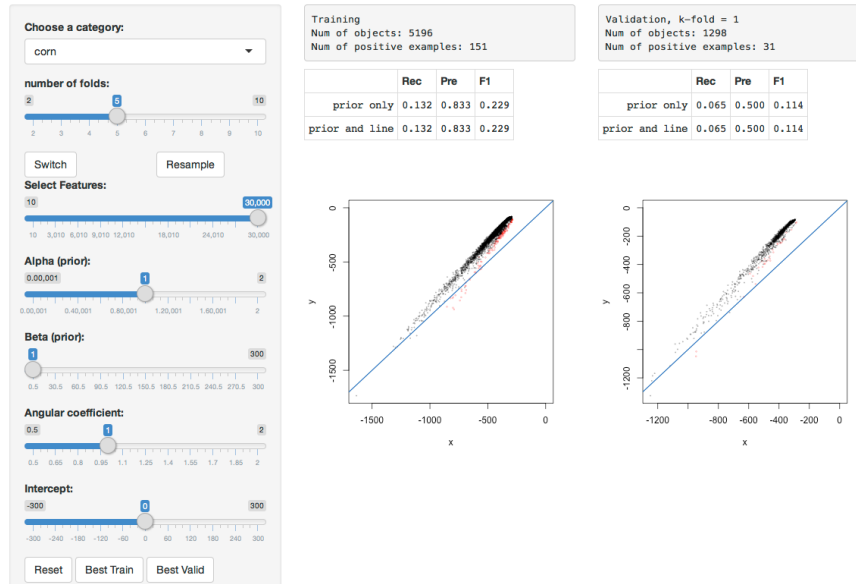 Choose a category:
corn
number of folds:
2 5 10
2 3 4 5 6 7 8 9 10
Switch Resample
Select Features:
10 30,000
10 3,010 6,010 9,010 12,010 18,010 24,010 30,000
Alpha (prior):
0.00,001 1 2
0.00,001 0.40,001 0.80,001 1.20,001 1.60,001 2
Beta (prior):
1 300
0.5 30.5 60.5 90.5 120.5 150.5 180.5 210.5 240.5 270.5 300
Angular coefficient:
0.5 1 2
0.5 0.65 0.8 0.95 1.1 1.25 1.4 1.55 1.7 1.85 2
Intercept:
-300 0 300
-300 -240 -180 -120 -60 0 60 120 180 240 300
Reset Best Train Best Valid
Training
Num of objects: 5196
Num of positive examples: 151
Rec Pre F1
prior only 0.132 0.833 0.229
prior and line 0.132 0.833 0.229
y
0
-500
-1000
-1500
-1500 -1000 -500 0
x
Validation, k-fold = 1
Num of objects: 1298
Num of positive examples: 31
Rec Pre F1
prior only 0.065 0.500 0.114
prior and line 0.065 0.500 0.114
y
0
-200
-400
-600
-800
-1200
-1200 -1000 -800 -600 -400 -200 0
x